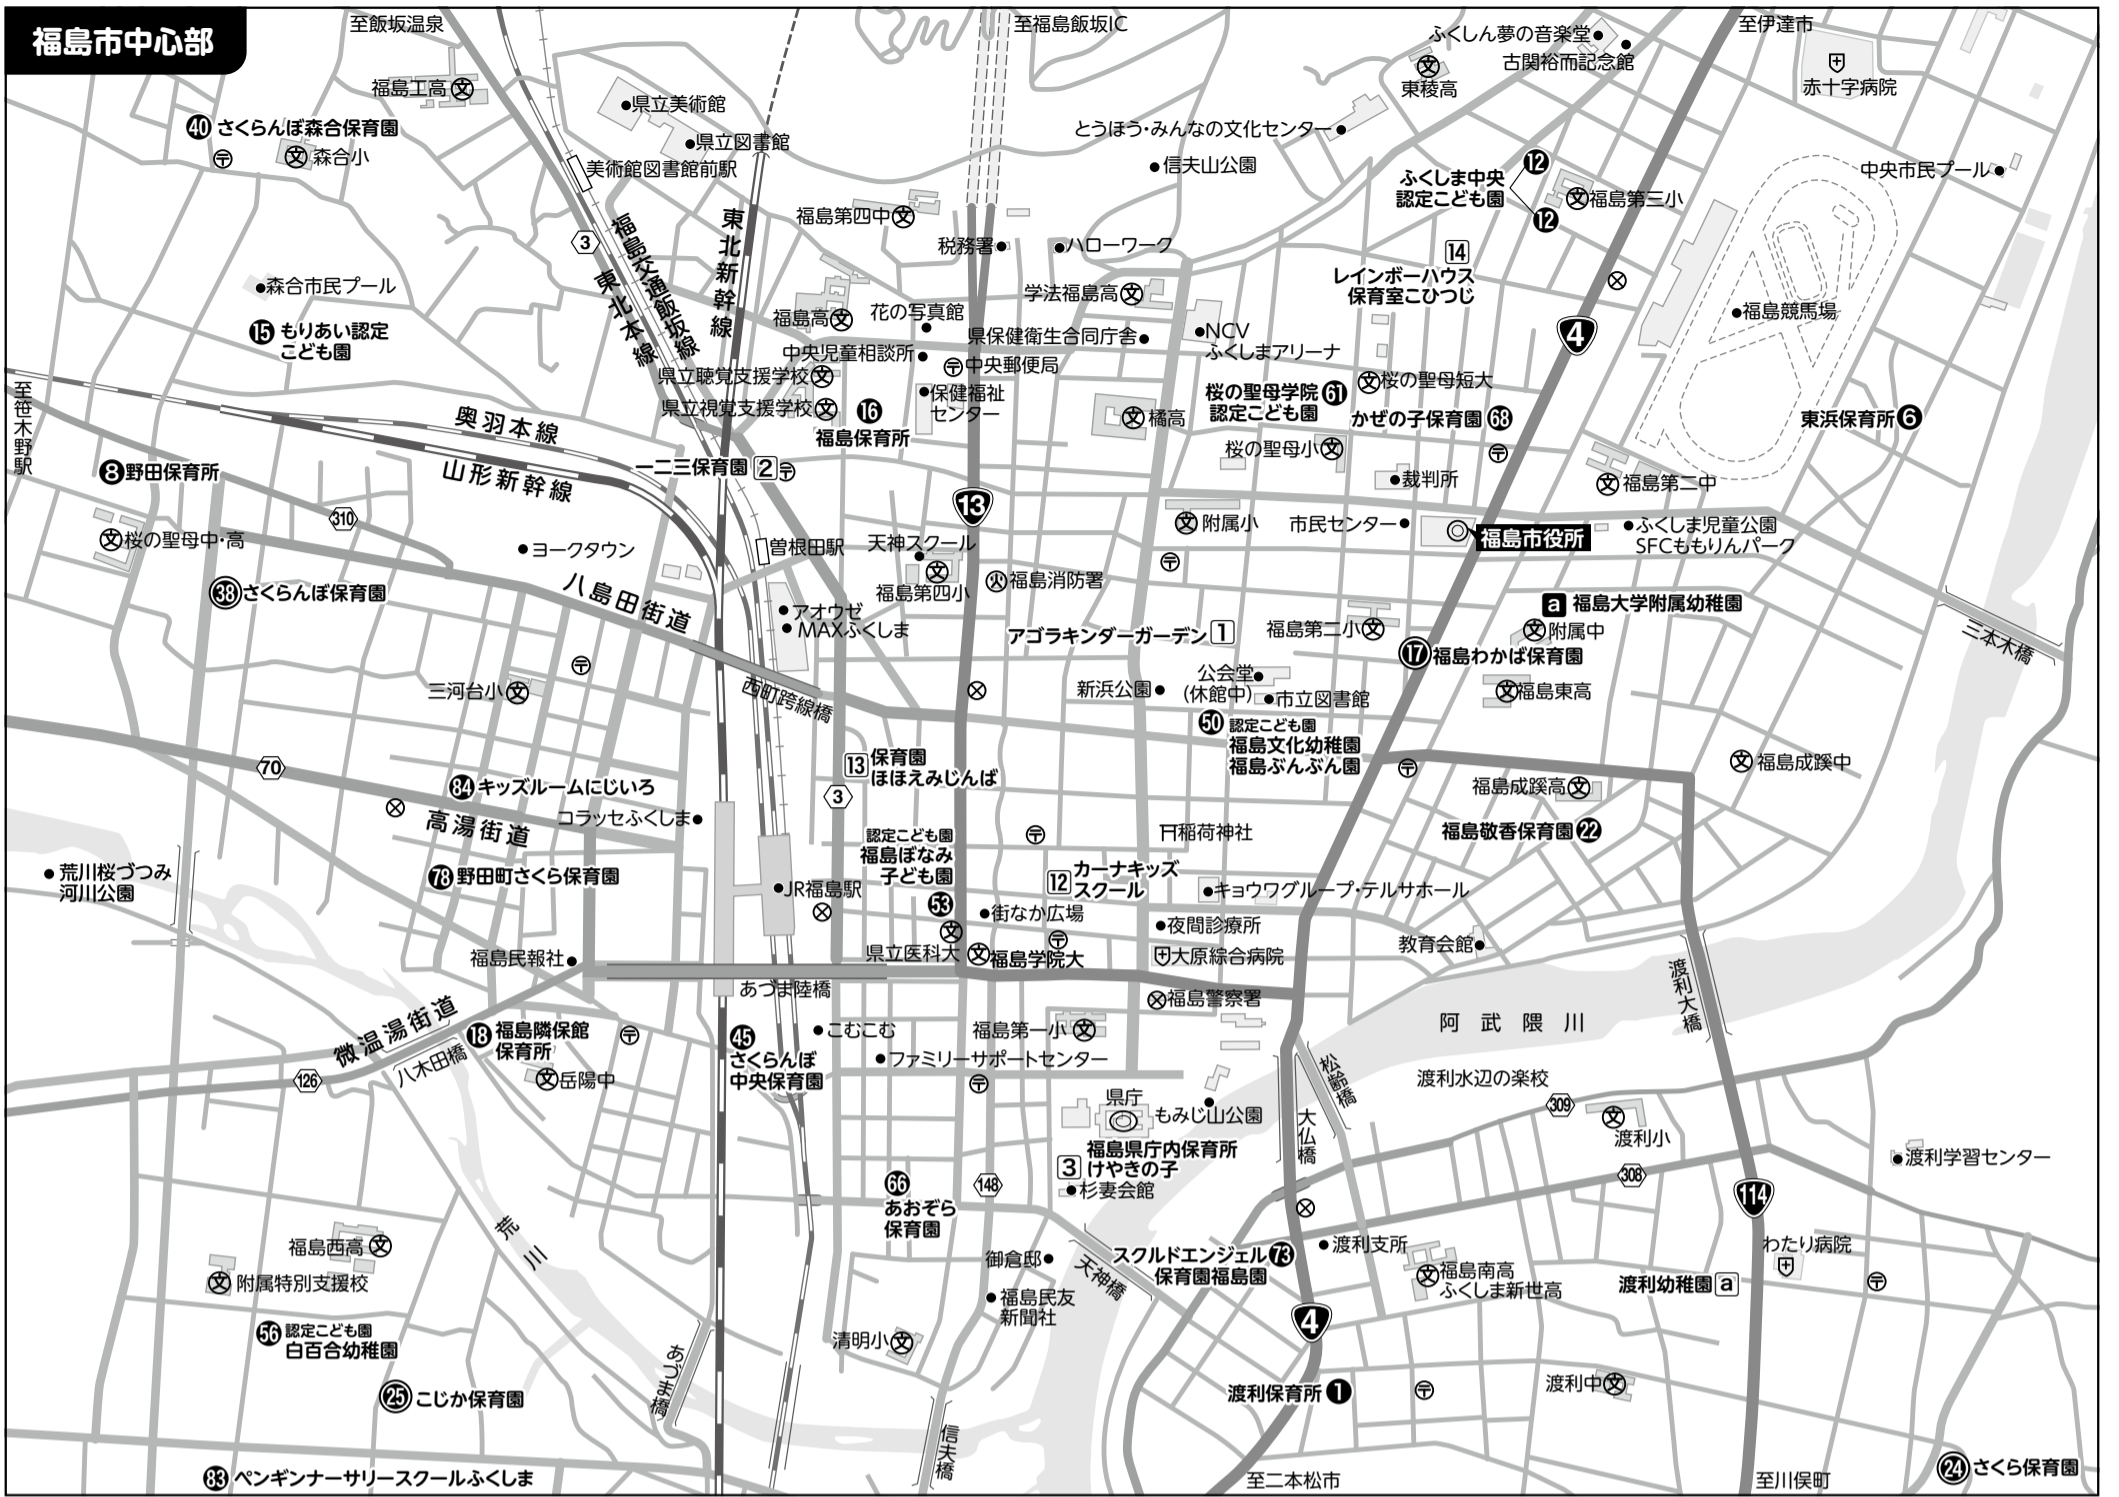 福島市中心部
至飯坂温泉
至福島飯坂IC
至伊達市
ふくしん夢の音楽堂
古関裕而記念館
東稜高
赤十字病院
福島工高
県立美術館
県立図書館
美術館図書館前駅
とうほう・みんなの文化センター
信夫山公園
40 さくらんぼ森合保育園
森合小
中央市民プール
12
ふくしま中央
認定こども園
12
福島第三小
福島第四中
税務署
ハローワーク
3
福島交通飯坂線
東北新幹線
東北本線
14
レインボーハウス
保育室こひつじ
森合市民プール
学法福島高
福島競馬場
15 もりあい認定
こども園
福島高
花の写真館
県保健衛生合同庁舎
NCV
ふくしまアリーナ
4
中央児童相談所
中央郵便局
県立聴覚支援学校
保健福祉
センター
県立視覚支援学校
16
福島保育所
橘高
桜の聖母学院
認定こども園 61
桜の聖母短大
かぜの子保育園 68
東浜保育所 6
至笹木野駅
奥羽本線
山形新幹線
一二三保育園 2
桜の聖母小
裁判所
福島第二中
8 野田保育所
310
13
桜の聖母中・高
ヨークタウン
曽根田駅
天神スクール
附属小
市民センター
福島市役所
ふくしま児童公園
SFCももりんパーク
福島第四小
福島消防署
38 さくらんぼ保育園
八島田街道
アオウゼ
MAXふくしま
アゴラキンダーガーデン 1
福島第二小
a 福島大学附属幼稚園
附属中
17 福島わかば保育園
三本木橋
三河台小
西町跨線橋
新浜公園
公会堂
(休館中)
市立図書館
福島東高
50 認定こども園
福島文化幼稚園
福島ぶんぶん園
70
13 保育園
ほほえみじんば
3
福島成蹊中
福島成蹊高
84 キッズルームにじいろ
高湯街道
コラッセふくしま
稲荷神社
福島敬香保育園 22
認定こども園
福島ぽなみ
子ども園
53
12 カーナキッズ
スクール
荒川桜づつみ
河川公園
78 野田町さくら保育園
JR福島駅
キョウワグループ・テルサホール
街なか広場
夜間診療所
教育会館
県立医科大
福島学院大
大原綜合病院
福島民報社
あづま陸橋
福島警察署
渡利大橋
阿武隈川
微温湯街道
18 福島隣保館
保育所
八木田橋
126
岳陽中
45
さくらんぼ
中央保育園
こむこむ
福島第一小
ファミリーサポートセンター
松齢橋
大仏橋
渡利水辺の楽校
309
渡利小
県庁
もみじ山公園
福島県庁内保育所
3 けやきの子
杉妻会館
148
308
114
渡利学習センター
66
あおぞら
保育園
荒川
福島西高
附属特別支援校
御倉邸
天神橋
スクルドエンジェル 73
保育園福島園
渡利支所
福島南高
ふくしま新世高
わたり病院
渡利幼稚園 a
福島民友
新聞社
4
56 認定こども園
白百合幼稚園
清明小
あづま橋
25 こじか保育園
渡利保育所 1
渡利中
信夫橋
83 ペンギンナーサリースクールふくしま
至二本松市
至川俣町
24 さくら保育園